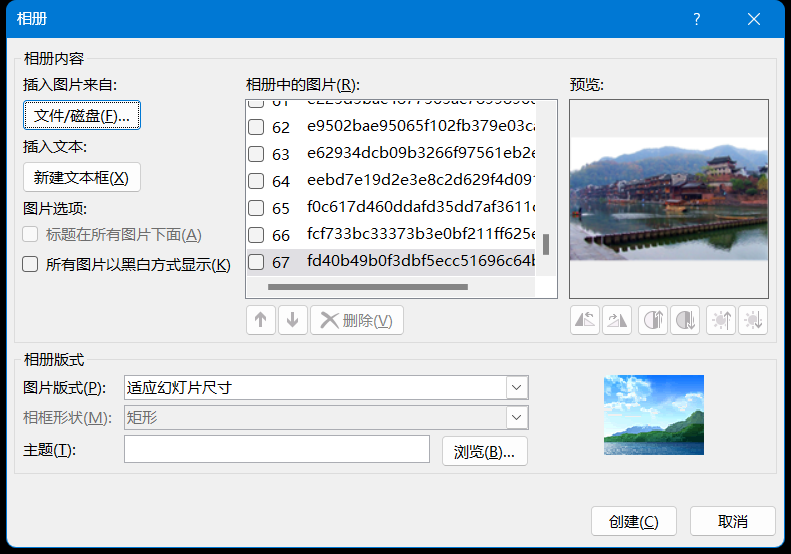 相册
相册内容
插入图片来自:
文件/磁盘(F)...
插入文本:
新建文本框(X)
图片选项:
标题在所有图片下面(A)
所有图片以黑白方式显示(K)
相册中的图片(R):
62 e9502bae95065f102fb379e03c
63 e62934dcb09b3266f97561eb2e
64 eebd7e19d2e3e8c2d629f4d09
65 f0c617d460ddafd35dd7af3611
66 fcf733bc33373b3e0bf211ff625
67 fd40b49b0f3dbf5ecc51696c64
删除(V)
预览:
相册版式
图片版式(P):
适应幻灯片尺寸
相框形状(M):
矩形
主题(T):
浏览(B)...
创建(C)
取消